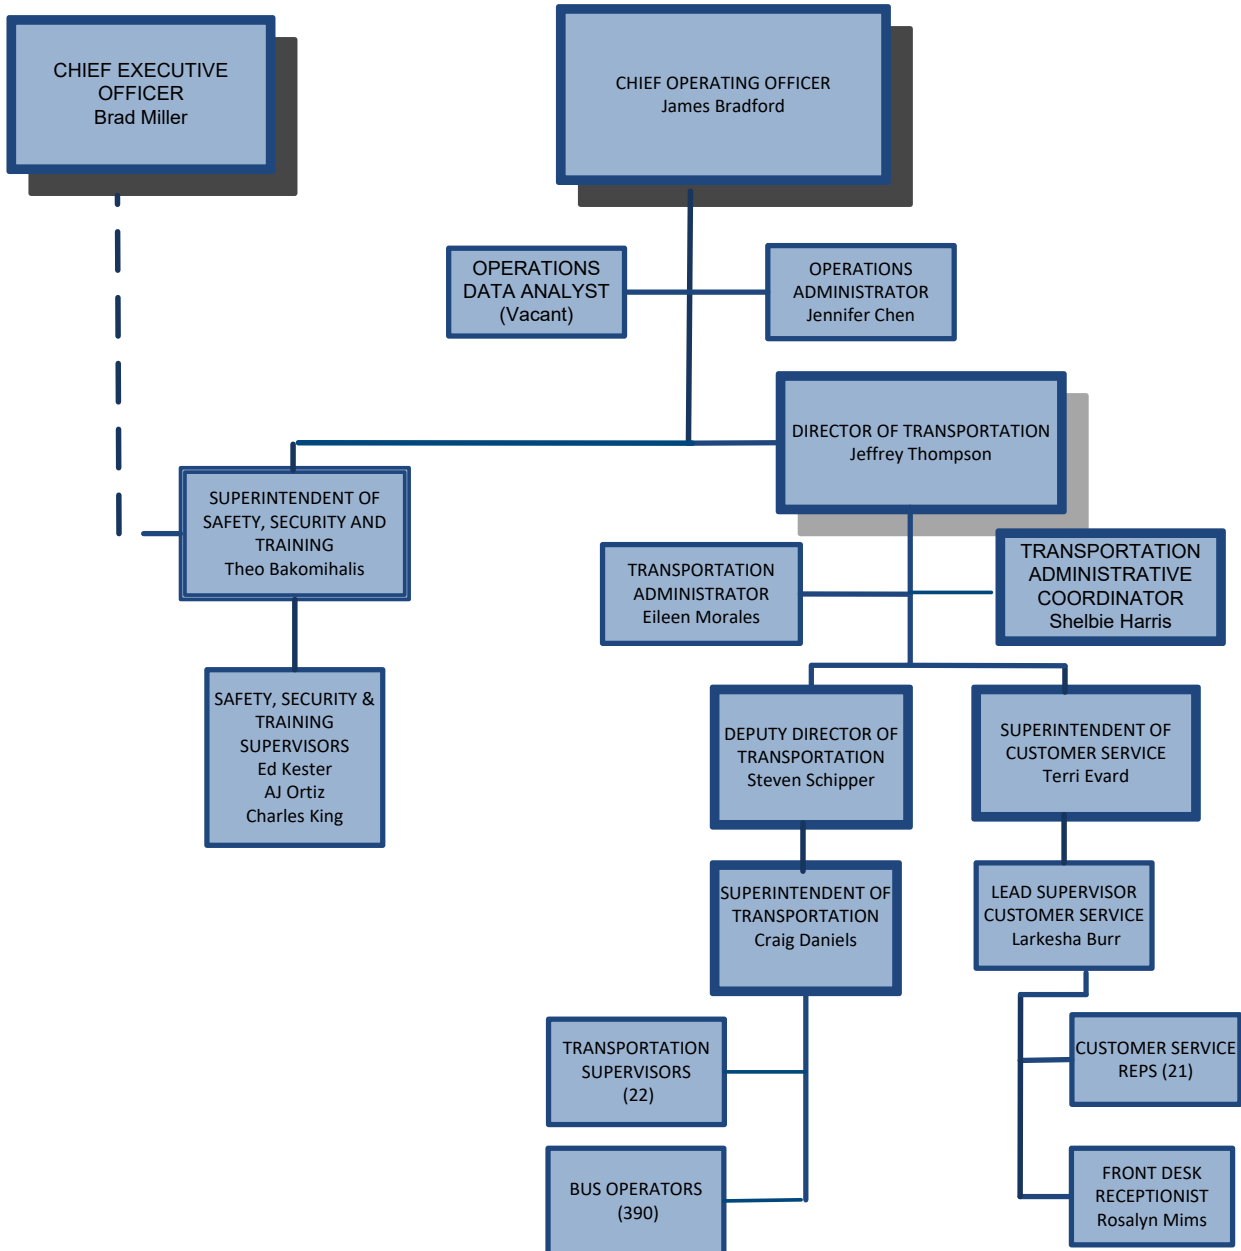 CHIEF EXECUTIVE
OFFICER
Brad Miller
CHIEF OPERATING OFFICER
James Bradford
OPERATIONS
DATA ANALYST
(Vacant)
OPERATIONS
ADMINISTRATOR
Jennifer Chen
DIRECTOR OF TRANSPORTATION
Jeffrey Thompson
SUPERINTENDENT OF
SAFETY, SECURITY AND
TRAINING
Theo Bakomihalis
TRANSPORTATION
ADMINISTRATOR
Eileen Morales
TRANSPORTATION
ADMINISTRATIVE
COORDINATOR
Shelbie Harris
SAFETY, SECURITY &
TRAINING
SUPERVISORS
Ed Kester
AJ Ortiz
Charles King
DEPUTY DIRECTOR OF
TRANSPORTATION
Steven Schipper
SUPERINTENDENT OF
CUSTOMER SERVICE
Terri Evard
SUPERINTENDENT OF
TRANSPORTATION
Craig Daniels
LEAD SUPERVISOR
CUSTOMER SERVICE
Larkesha Burr
TRANSPORTATION
SUPERVISORS
(22)
CUSTOMER SERVICE
REPS (21)
BUS OPERATORS
(390)
FRONT DESK
RECEPTIONIST
Rosalyn Mims